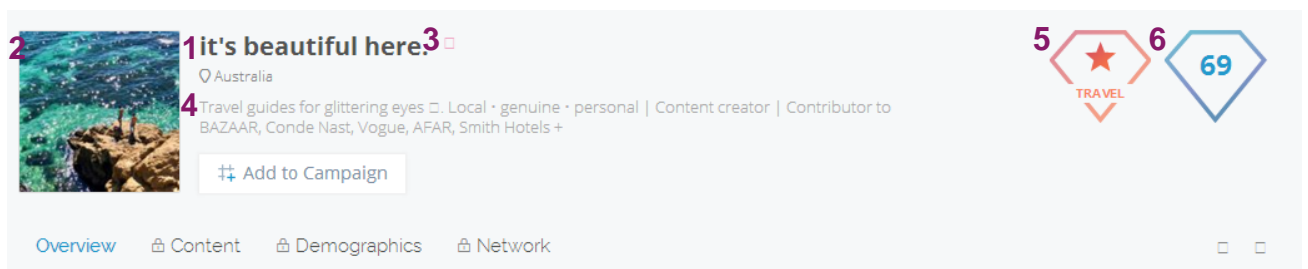 2
1 it's beautiful here. 3 □
Australia
4 Travel guides for glittering eyes □. Local • genuine • personal | Content creator | Contributor to
BAZAAR, Conde Nast, Vogue, AFAR, Smith Hotels +
Add to Campaign
5
TRAVEL
6
69
Overview Content Demographics Network □ □